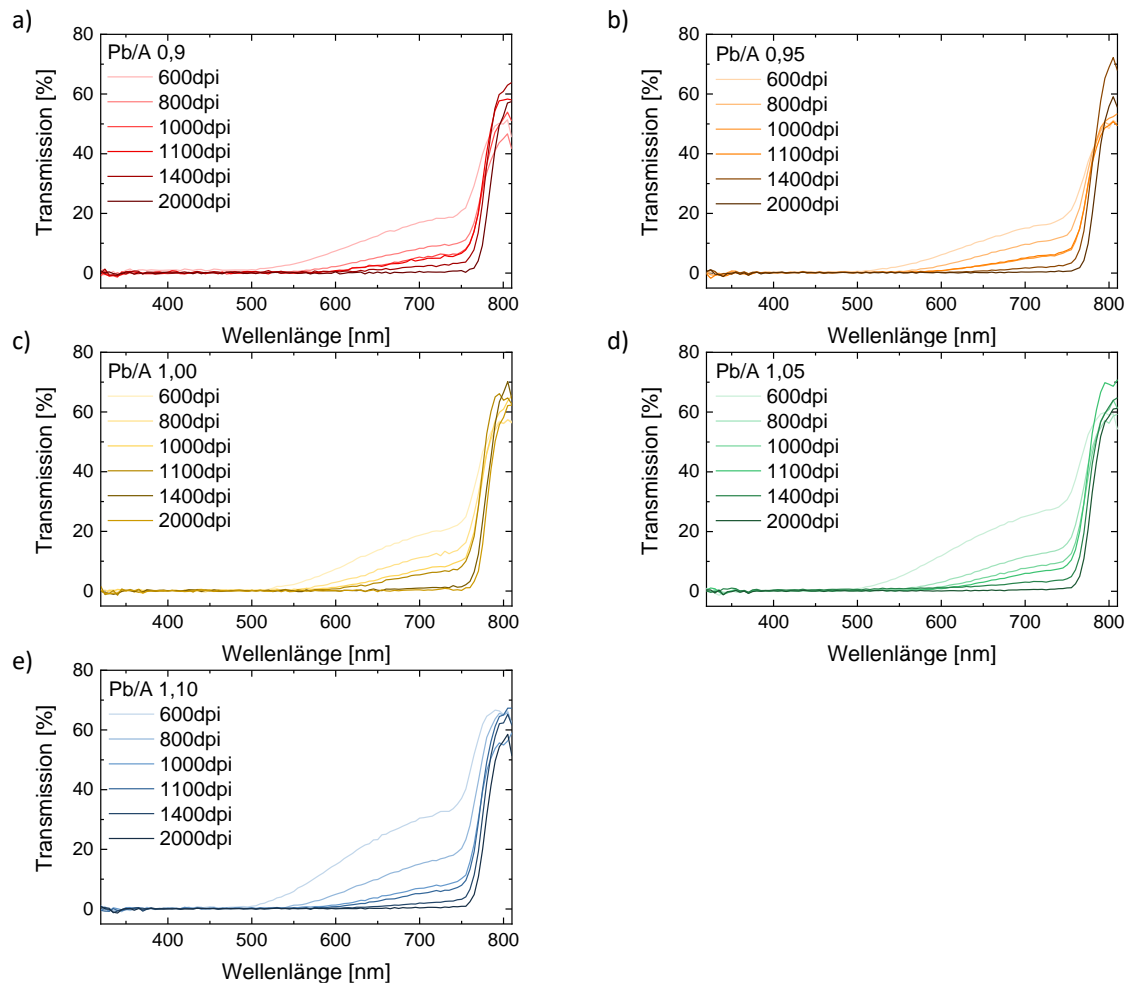 a)
80
Pb/A 0,9
600dpi
800dpi
1000dpi
1100dpi
1400dpi
2000dpi
60
40
20
0
Transmission [%]
400 500 600 700 800
Wellenlänge [nm]
b)
80
Pb/A 0,95
600dpi
800dpi
1000dpi
1100dpi
1400dpi
2000dpi
60
40
20
0
Transmission [%]
400 500 600 700 800
Wellenlänge [nm]
c)
80
Pb/A 1,00
600dpi
800dpi
1000dpi
1100dpi
1400dpi
2000dpi
60
40
20
0
Transmission [%]
400 500 600 700 800
Wellenlänge [nm]
d)
80
Pb/A 1,05
600dpi
800dpi
1000dpi
1100dpi
1400dpi
2000dpi
60
40
20
0
Transmission [%]
400 500 600 700 800
Wellenlänge [nm]
e)
80
Pb/A 1,10
600dpi
800dpi
1000dpi
1100dpi
1400dpi
2000dpi
60
40
20
0
Transmission [%]
400 500 600 700 800
Wellenlänge [nm]